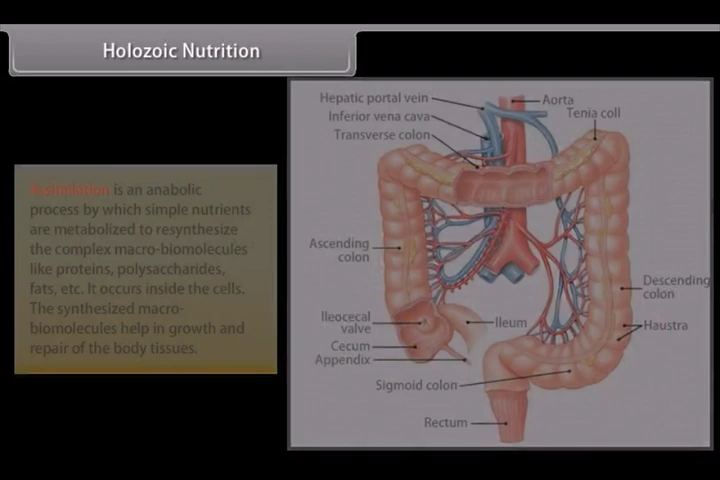 Holozoic Nutrition
Assimilation is an anabolic
process by which simple nutrients
are metabolized to resynthesize
the complex macro-biomolecules
like proteins, polysaccharides,
fats, etc. It occurs inside the cells.
The synthesized macro-
biomolecules help in growth and
repair of the body tissues.
Hepatic portal vein
Aorta
Inferior vena cava
Tenia coll
Transverse colon
Ascending
colon
Descending
colon
Ileocecal
valve
Ileum
Haustra
Cecum
Appendix
Sigmoid colon
Rectum